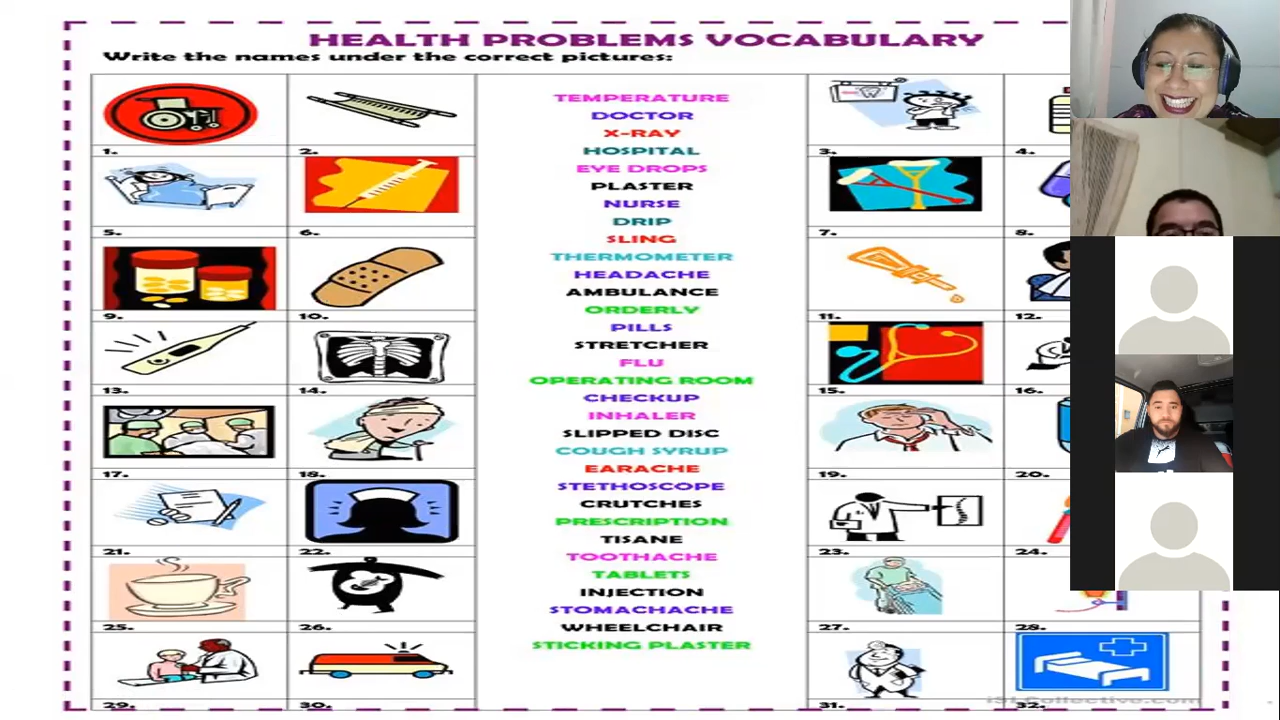 HEALTH PROBLEMS VOCABULARY
Write the names under the correct pictures:
TEMPERATURE
DOCTOR
X-RAY
HOSPITAL
EYE DROPS
PLASTER
NURSE
DRIP
SLING
THERMOMETER
HEADACHE
AMBULANCE
ORDERLY
PILLS
STRETCHER
FLU
OPERATING ROOM
CHECKUP
INHALER
SLIPPED DISC
COUGH SYRUP
EARACHE
STETHOSCOPE
CRUTCHES
PRESCRIPTION
TISANE
TOOTHACHE
TABLETS
INJECTION
STOMACHACHE
WHEELCHAIR
STICKING PLASTER
1. 2. 3. 4.
5. 6. 7. 8.
9. 10. 11. 12.
13. 14. 15. 16.
17. 18. 19. 20.
21. 22. 23. 24.
25. 26. 27. 28.
29. 30. 31. 32.
iSLCollective.com